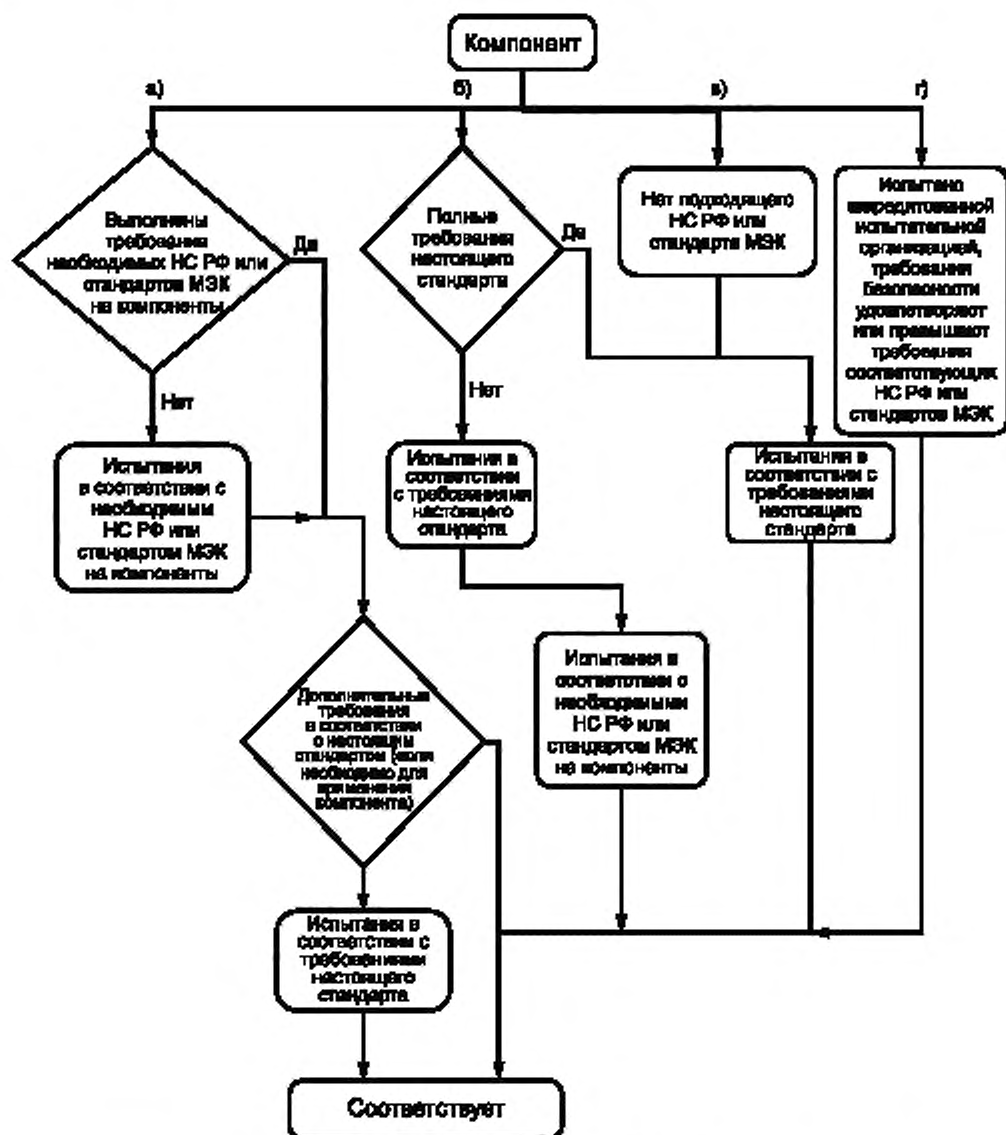 Компонент
а)
б)
в)
г)
Выполнены
требования
необходимых НС РФ или
стандартов МЭК
на компоненты
Да
Нет
Испытания
в соответствии с
необходимым
НС РФ или
стандартом МЭК
на компоненты
Полные
требования
настоящего
стандарта
Да
Нет
Испытания в
соответствии
с требованиями
настоящего
стандарта
Нет подходящего
НС РФ или
стандарта МЭК
Испытано
аккредитованной
испытательной
организацией,
требования
безопасности
удовлетворяют
или превышают
требования
соответствующих
НС РФ или
стандартов МЭК
Испытания в
соответствии с
требованиями
настоящего
стандарта
Испытания в
соответствии с
необходимыми
НС РФ или
стандартом МЭК
на компоненты
Дополнительные
требования
в соответствии
с настоящим
стандартом (если
необходимо для
применения
компонента)
Испытания в
соответствии с
требованиями
настоящего
стандарта
Соответствует